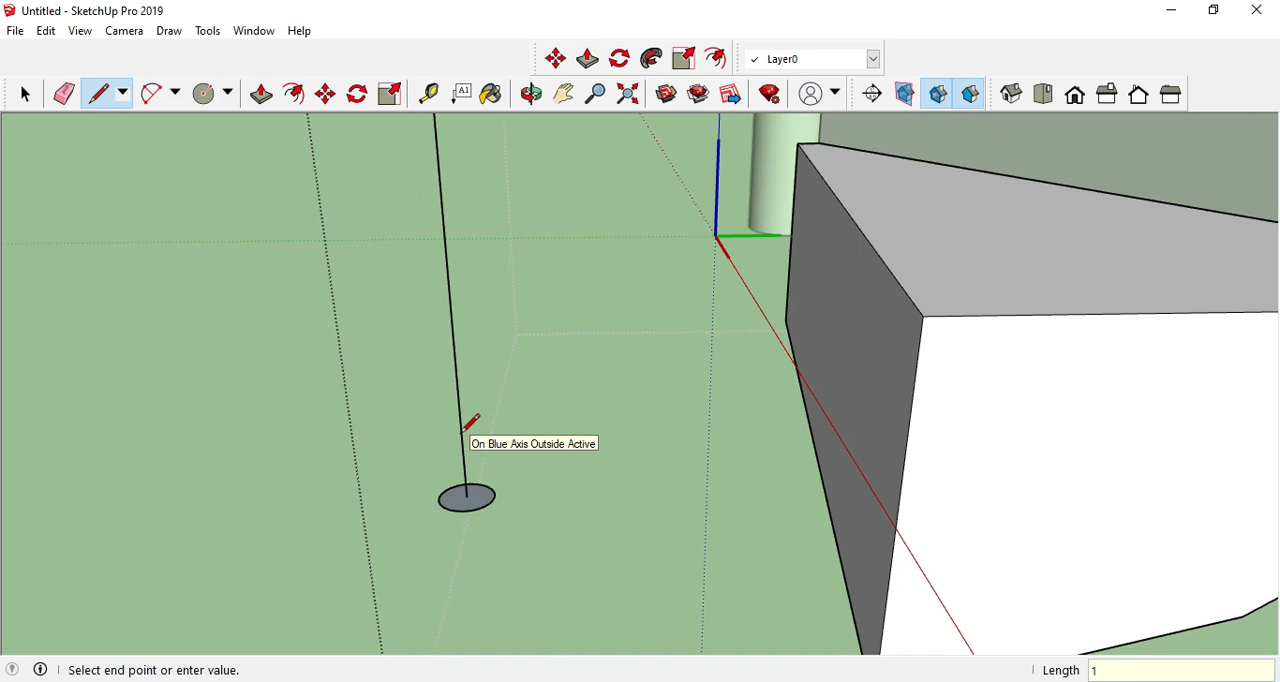 Untitled - SketchUp Pro 2019
File Edit View Camera Draw Tools Window Help
✓ Layer0
A1
On Blue Axis Outside Active
Select end point or enter value.
Length 1